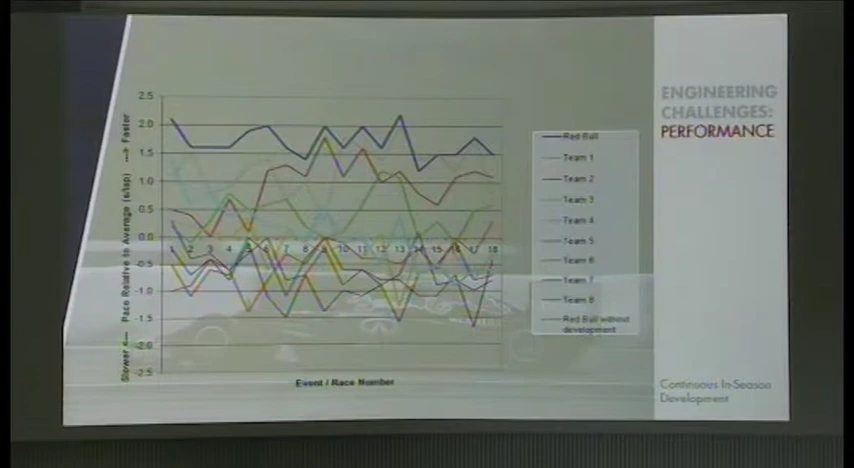 ENGINEERING
CHALLENGES:
PERFORMANCE
2.5
2.0
1.5
1.0
0.5
0.0
-0.5
-1.0
-1.5
-2.0
-2.5
Slower <--- Pace Relative to Average (s/lap) ---> Faster
1 2 3 4 5 6 7 8 9 10 11 12 13 14 15 16 17 18
Event / Race Number
Red Bull
Team 1
Team 2
Team 3
Team 4
Team 5
Team 6
Team 7
Team 8
Red Bull without
development
Continuous In-Season
Development